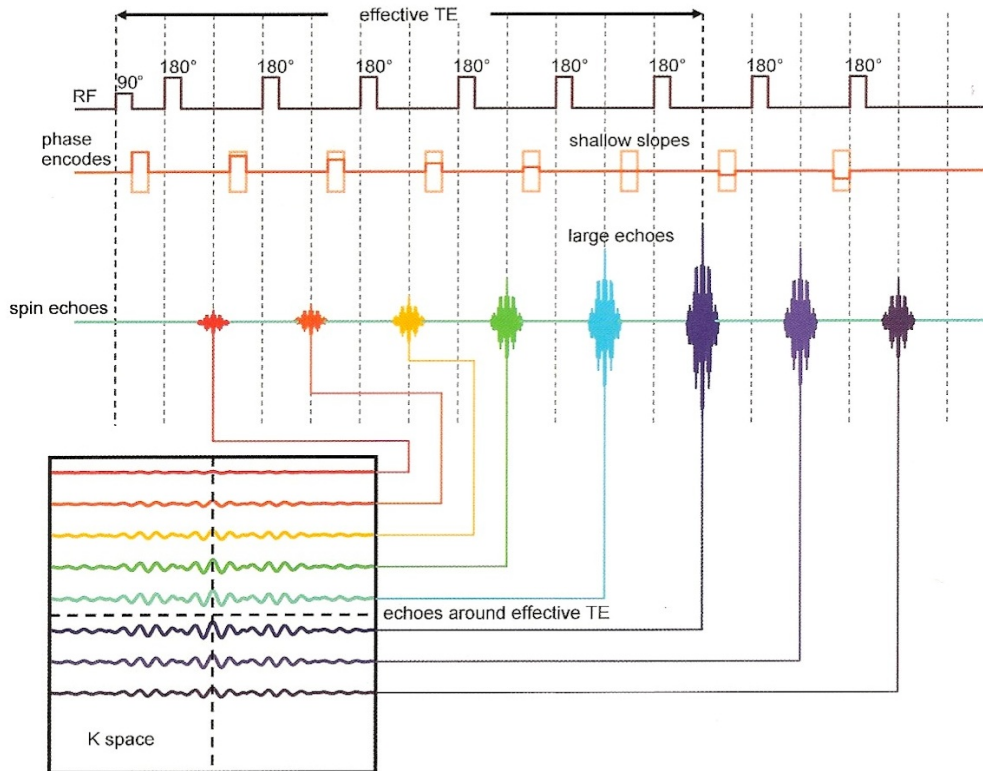 effective TE
180° 180° 180° 180° 180° 180° 180° 180°
90°
RF
phase
encodes
shallow slopes
large echoes
spin echoes
echoes around effective TE
K space